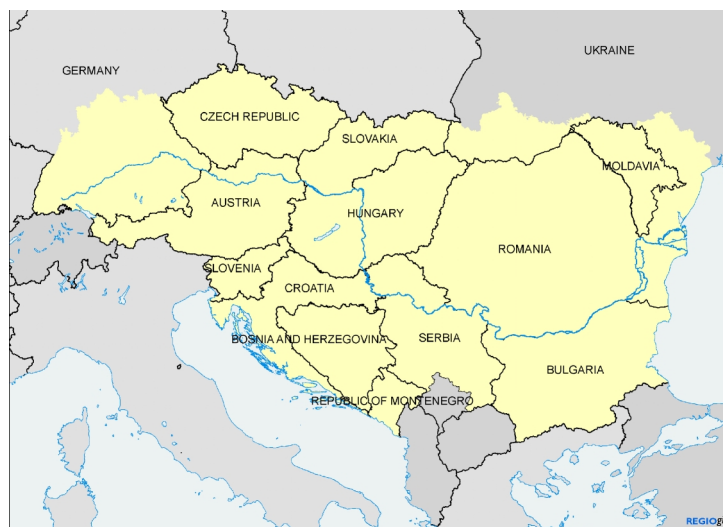 UKRAINE
GERMANY
CZECH REPUBLIC
SLOVAKIA
MOLDAVIA
AUSTRIA
HUNGARY
ROMANIA
SLOVENIA
CROATIA
BOSNIA AND HERZEGOVINA
SERBIA
BULGARIA
REPUBLIC OF MONTENEGRO
REGIO